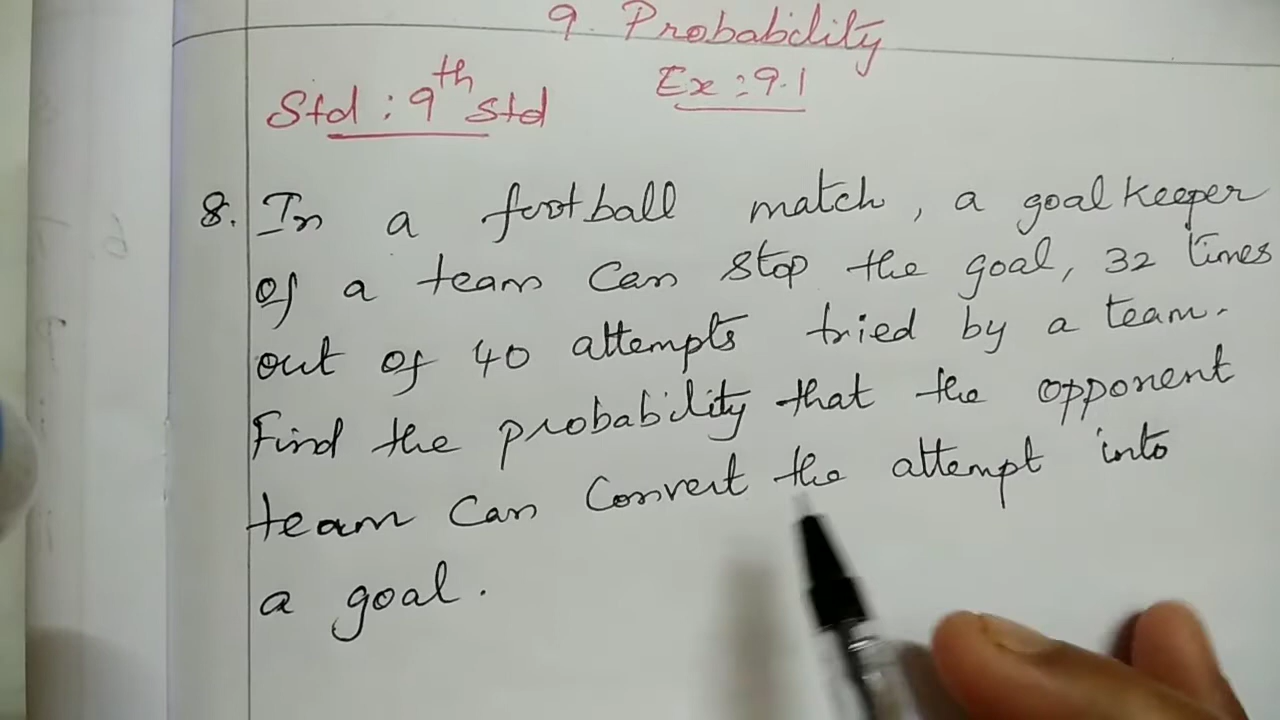 9. Probability
Ex : 9.1
Std : 9th std
8. In a football match, a goalkeeper
of a team can stop the goal, 32 times
out of 40 attempts tried by a team.
Find the probability that the opponent
team can convert the attempt into
a goal.